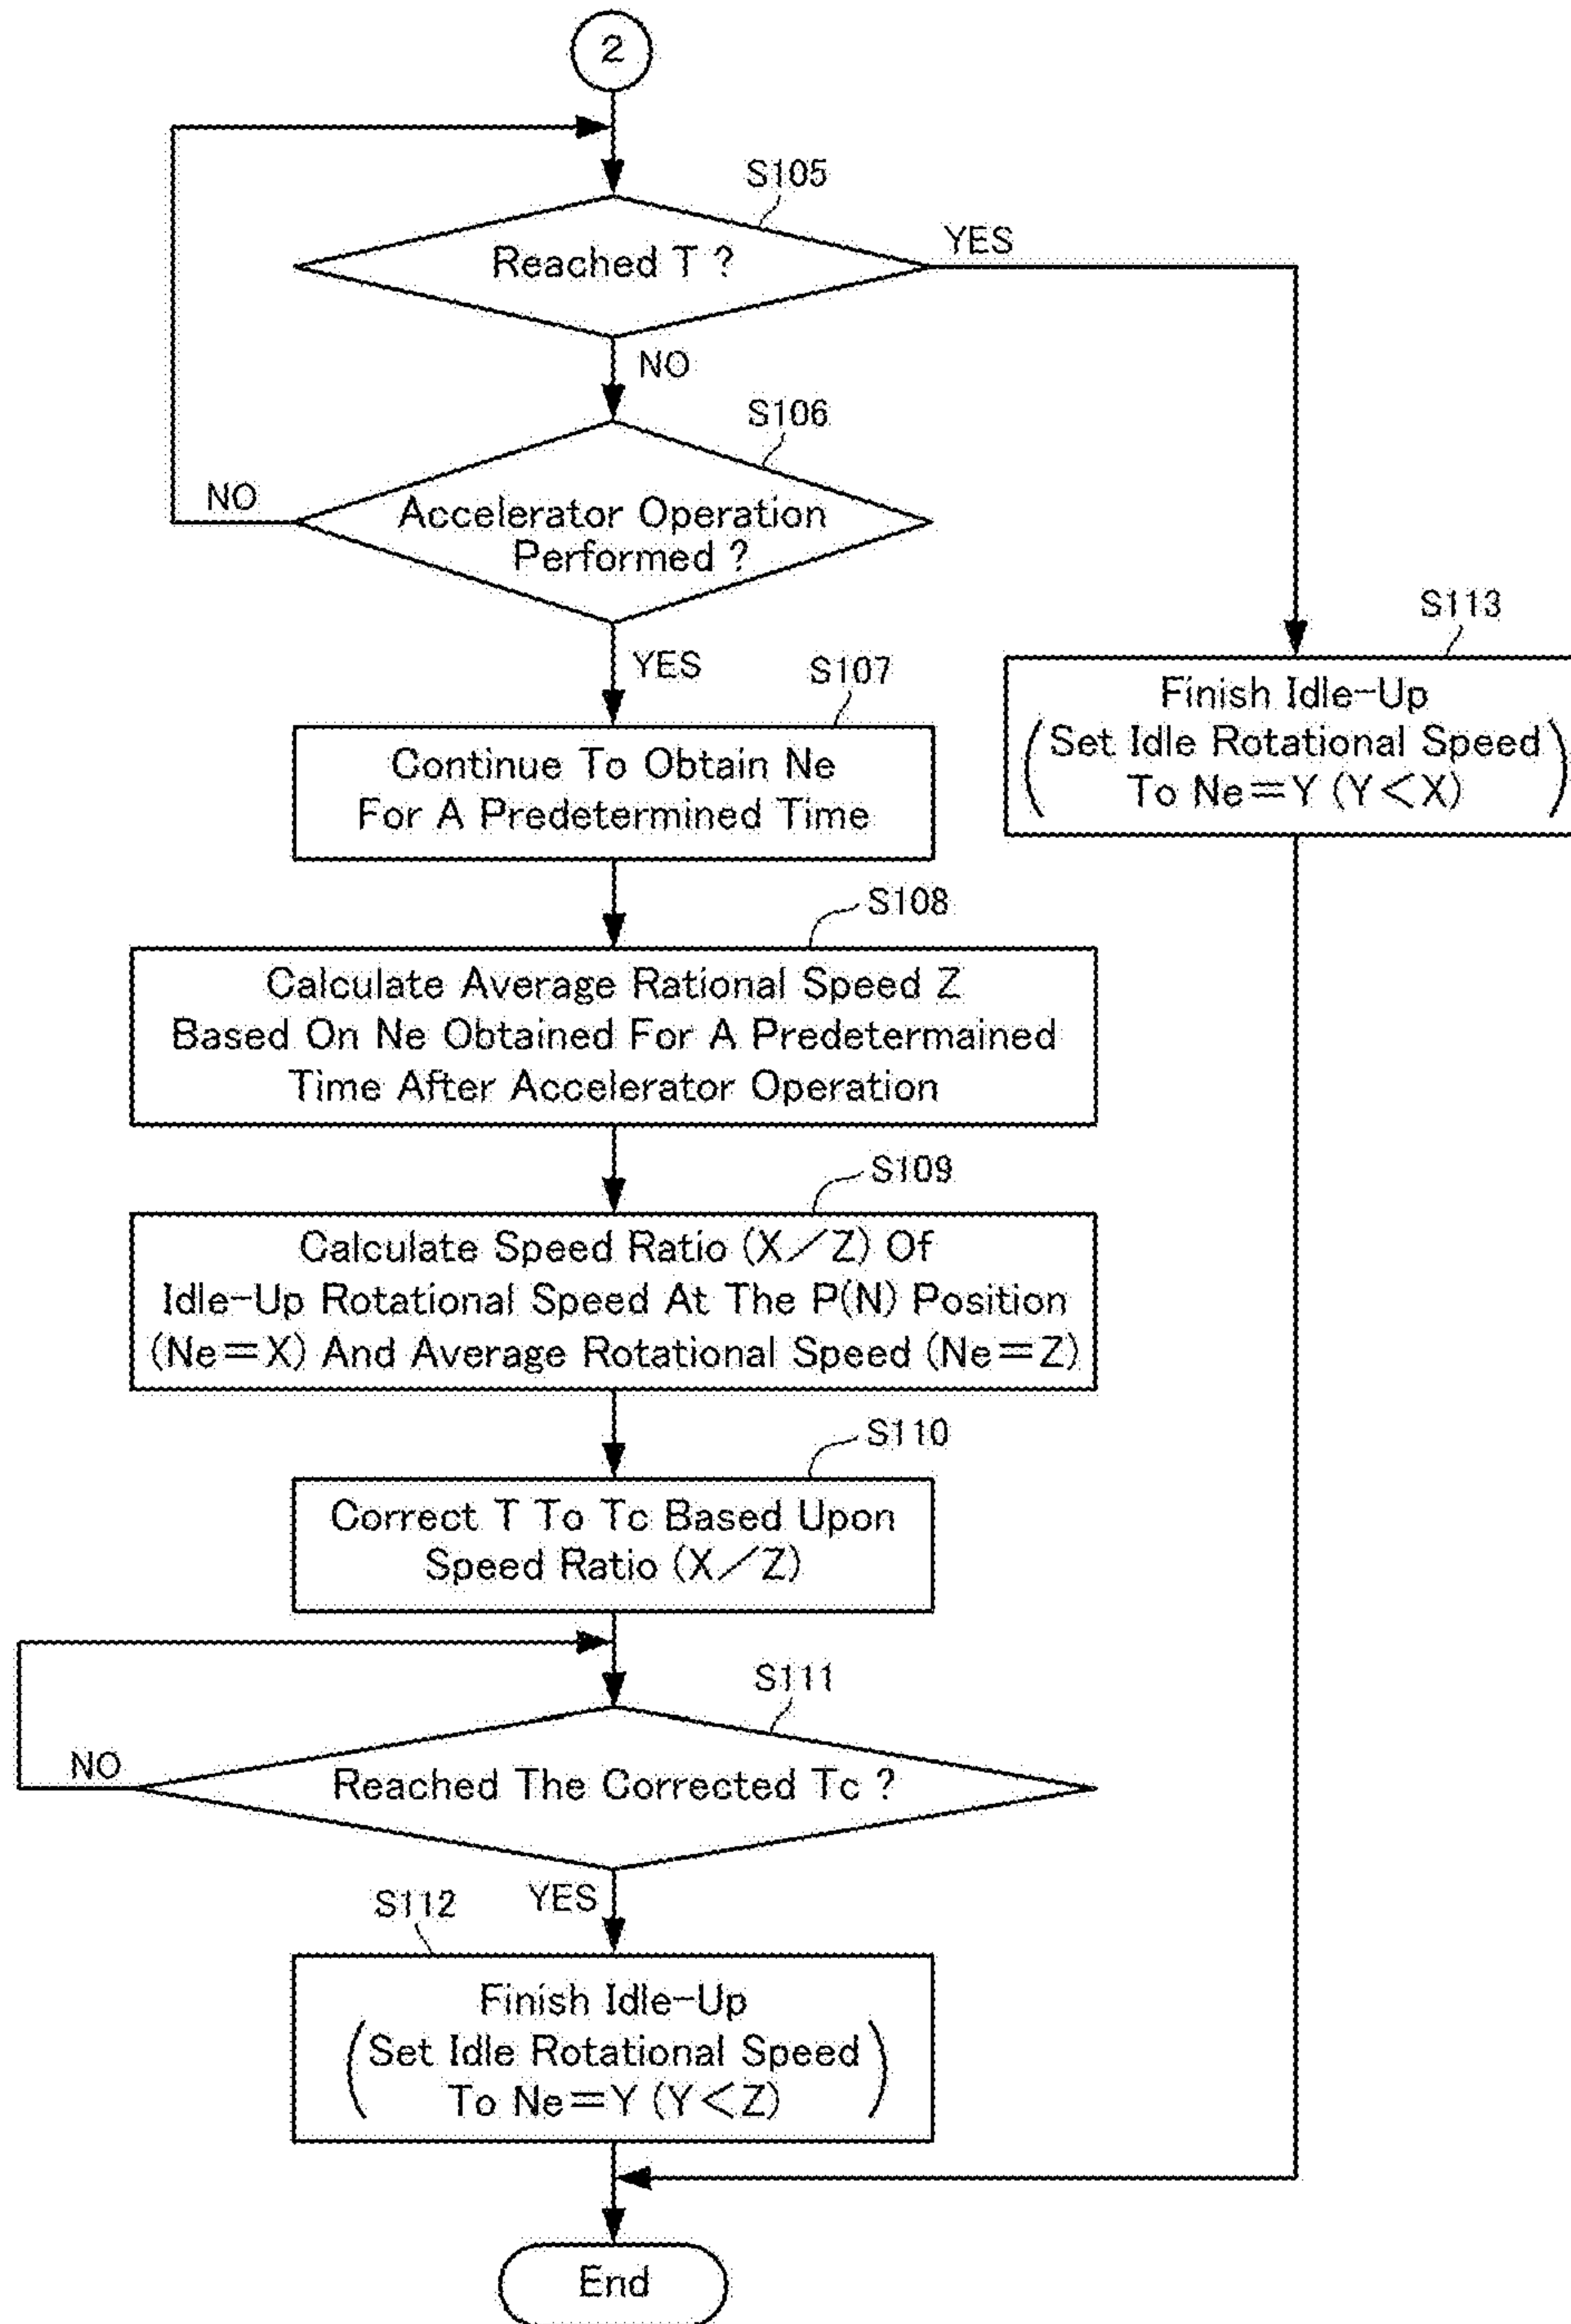 2
S105
Reached T ?
YES
NO
S106
Accelerator Operation
Performed ?
NO
YES
S107
Continue To Obtain Ne
For A Predetermined Time
S113
Finish Idle-Up
(Set Idle Rotational Speed
To Ne=Y (Y<X))
S108
Calculate Average Rational Speed Z
Based On Ne Obtained For A Predetermained
Time After Accelerator Operation
S109
Calculate Speed Ratio (X/Z) Of
Idle-Up Rotational Speed At The P(N) Position
(Ne=X) And Average Rotational Speed (Ne=Z)
S110
Correct T To Tc Based Upon
Speed Ratio (X/Z)
S111
Reached The Corrected Tc ?
NO
YES
S112
Finish Idle-Up
(Set Idle Rotational Speed
To Ne=Y (Y<Z))
End